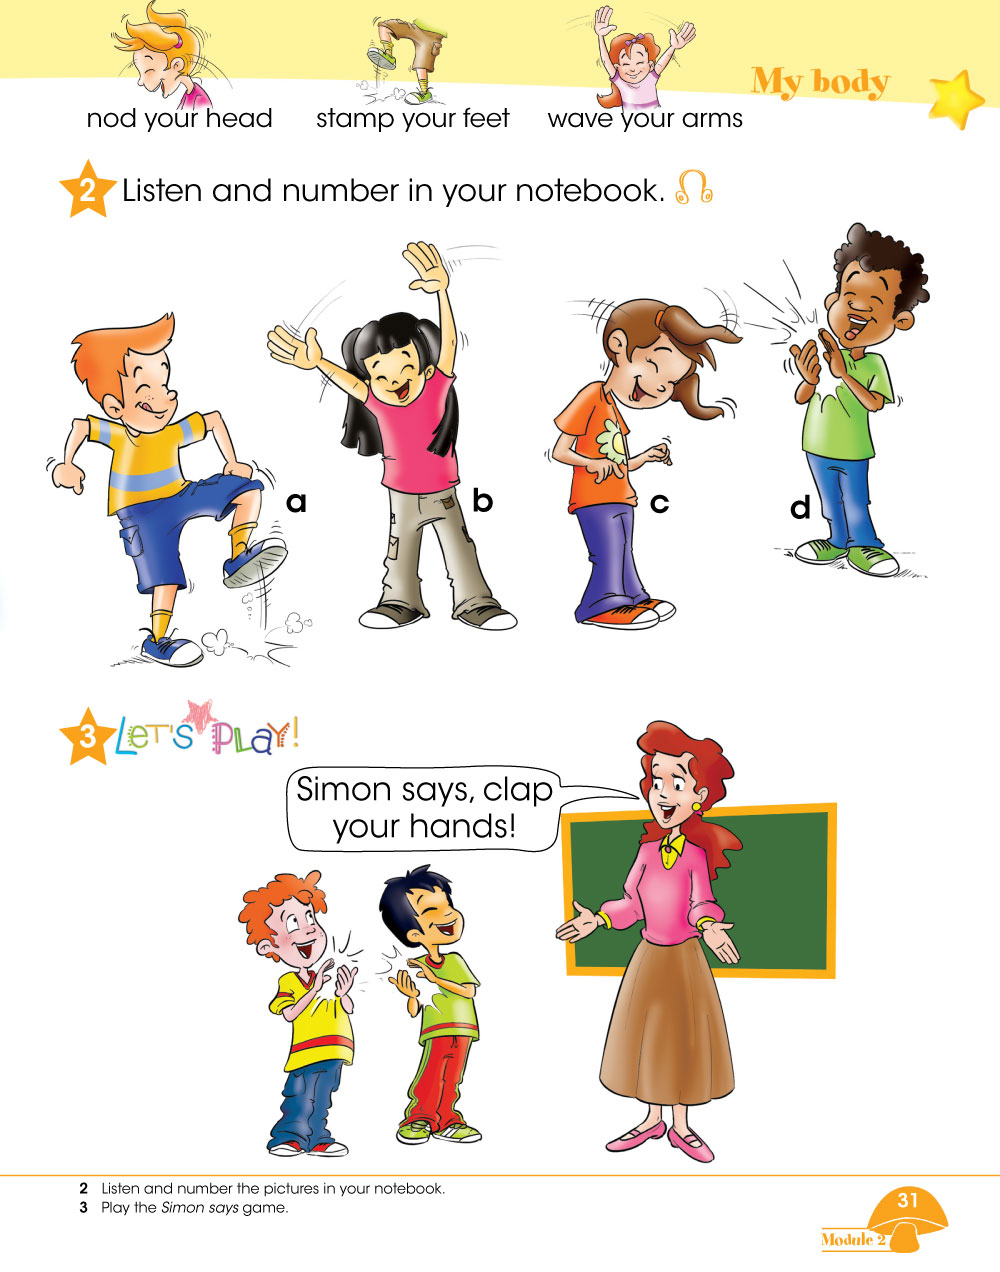 My body
nod your head
stamp your feet
wave your arms
2 Listen and number in your notebook.
a
b
c
d
3 LET'S PLAY!
Simon says, clap
your hands!
2 Listen and number the pictures in your notebook.
3 Play the Simon says game.
31
Module 2